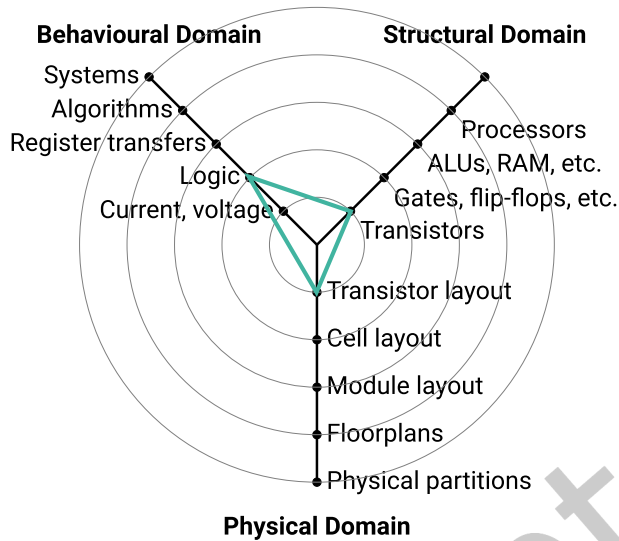 Behavioural Domain
Structural Domain
Systems
Algorithms
Register transfers
Logic
Current, voltage
Processors
ALUs, RAM, etc.
Gates, flip-flops, etc.
Transistors
Transistor layout
Cell layout
Module layout
Floorplans
Physical partitions
Physical Domain